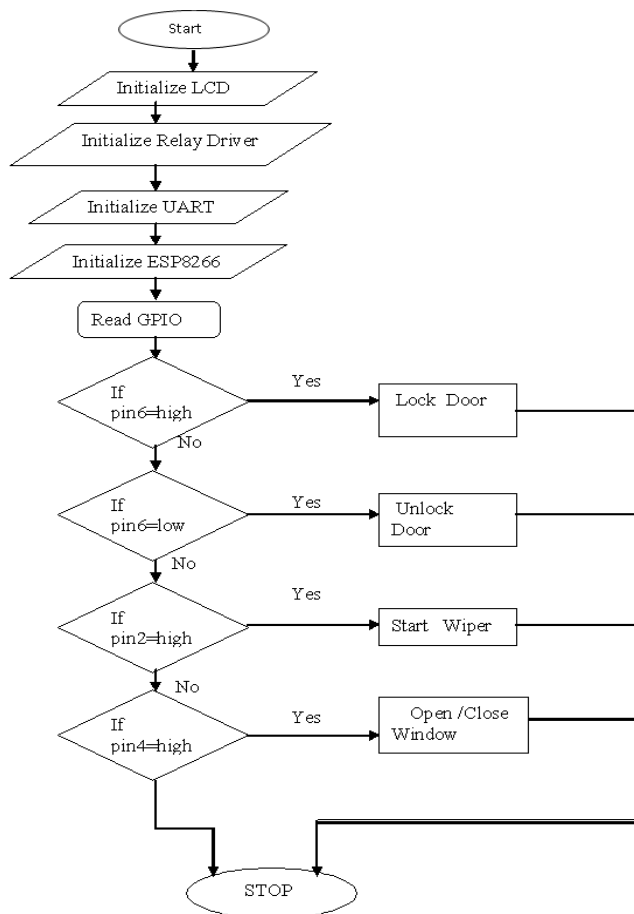 Start
Initialize LCD
Initialize Relay Driver
Initialize UART
Initialize ESP8266
Read GPIO
If
pin6=high
Yes
Lock Door
No
If
pin6=low
Yes
Unlock
Door
No
If
pin2=high
Yes
Start Wiper
No
If
pin4=high
Yes
Open /Close
Window
STOP